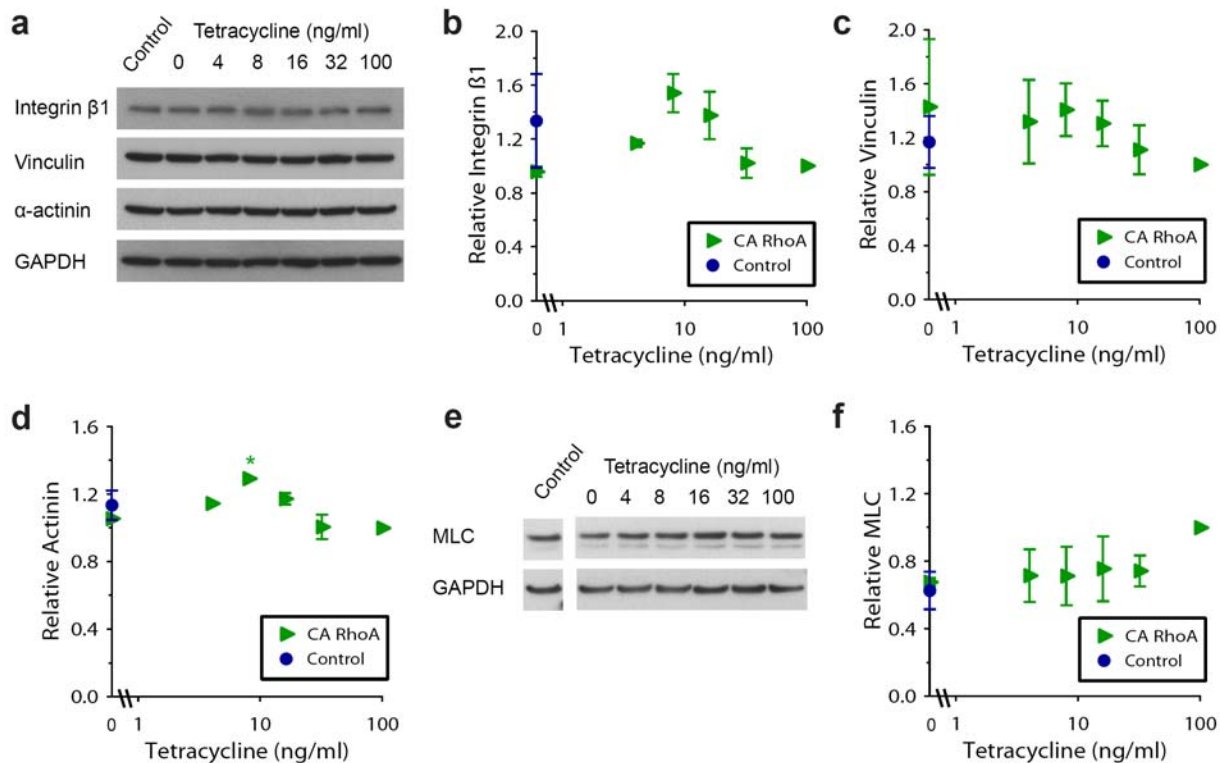 a
Control
Tetracycline (ng/ml)
0 4 8 16 32 100
Integrin β1
Vinculin
α-actinin
GAPDH
b
Relative Integrin ß1
2.0
1.6
1.2
0.8
0.4
0.0
CA RhoA
Control
0 1 10 100
Tetracycline (ng/ml)
c
Relative Vinculin
2.0
1.6
1.2
0.8
0.4
0.0
CA RhoA
Control
0 1 10 100
Tetracycline (ng/ml)
d
Relative Actinin
1.6
1.2
0.8
0.4
0.0
*
CA RhoA
Control
0 1 10 100
Tetracycline (ng/ml)
e
Control
Tetracycline (ng/ml)
0 4 8 16 32 100
MLC
GAPDH
f
Relative MLC
1.6
1.2
0.8
0.4
0.0
CA RhoA
Control
0 1 10 100
Tetracycline (ng/ml)